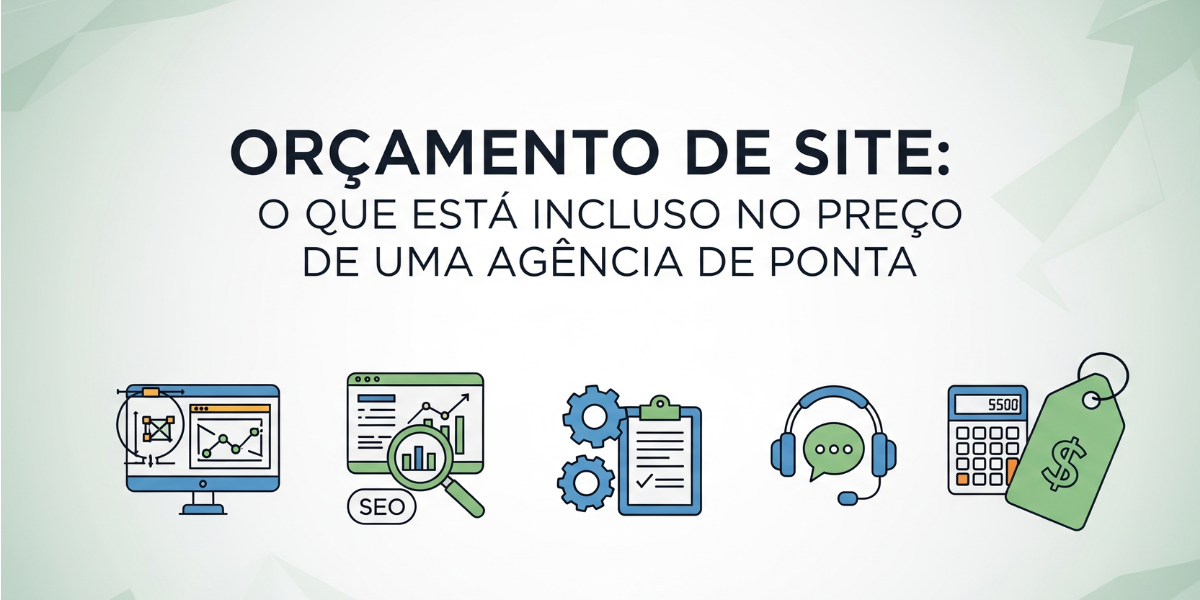 ORÇAMENTO DE SITE:
O QUE ESTÁ INCLUSO NO PREÇO
DE UMA AGÊNCIA DE PONTA
SEO
5500
$